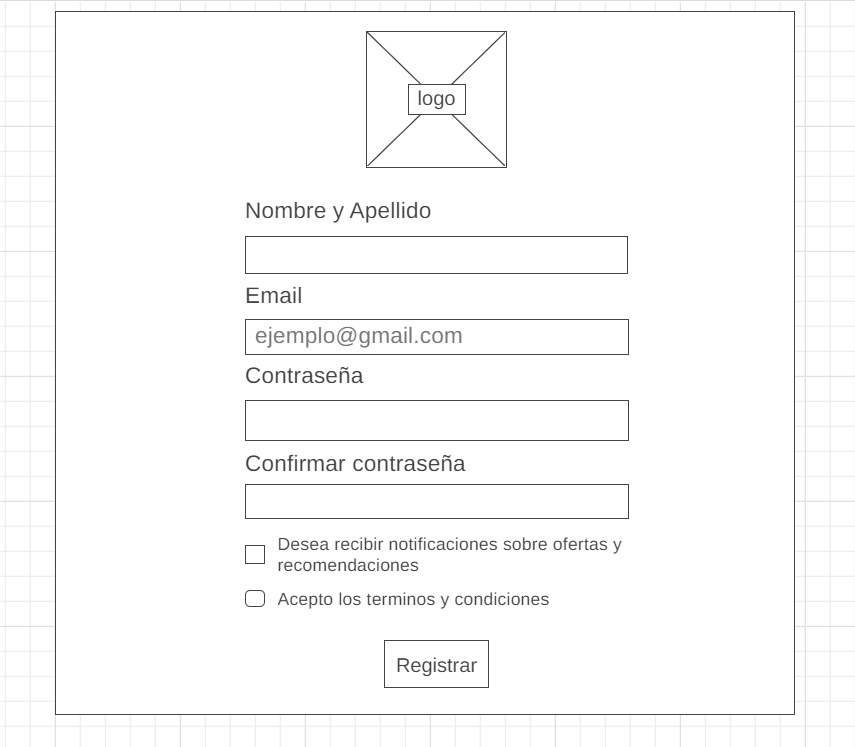 logo
Nombre y Apellido
Email
ejemplo@gmail.com
Contraseña
Confirmar contraseña
Desea recibir notificaciones sobre ofertas y
recomendaciones
Acepto los terminos y condiciones
Registrar